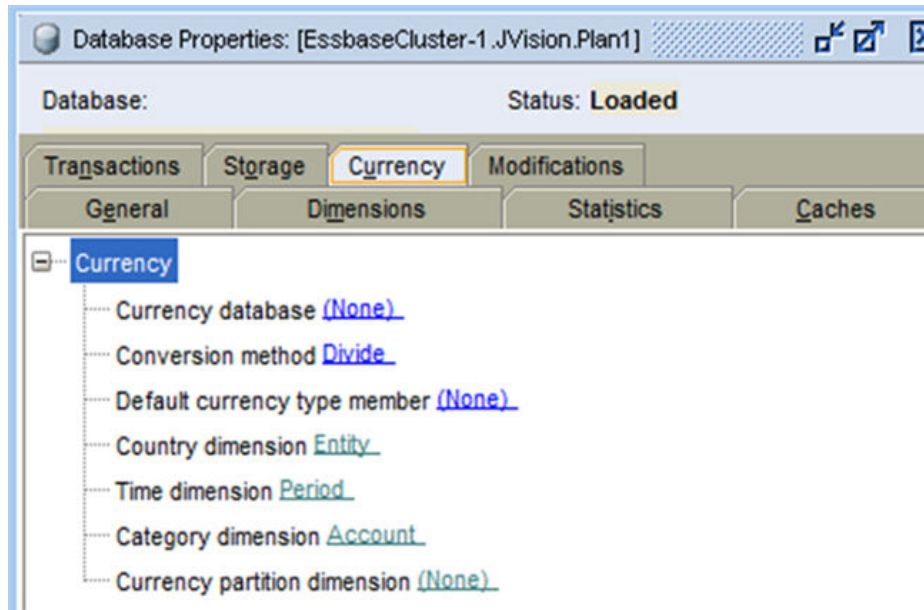 Database Properties: [EssbaseCluster-1.JVision.Plan1]
Database: Status: Loaded
Transactions Storage Currency Modifications
General Dimensions Statistics Caches
Currency
Currency database (None)
Conversion method Divide
Default currency type member (None)
Country dimension Entity
Time dimension Period
Category dimension Account
Currency partition dimension (None)